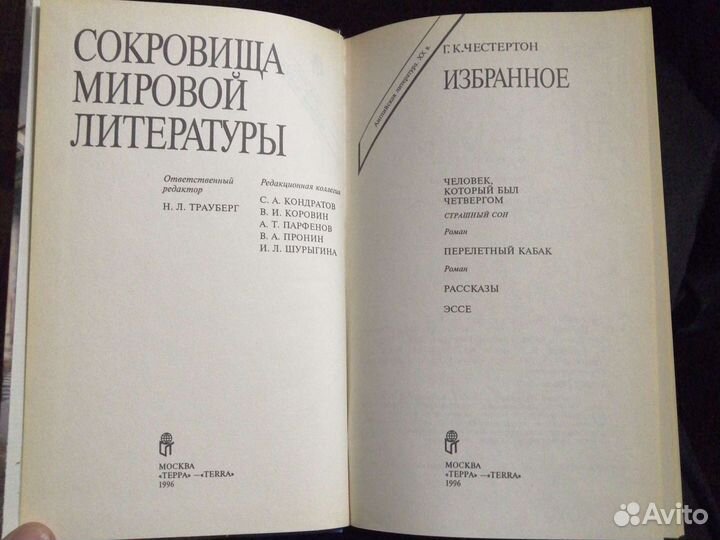 СОКРОВИЩА
МИРОВОЙ
ЛИТЕРАТУРЫ
Ответственный
редактор
Н. Л. ТРАУБЕРГ
Редакционная коллегия
С. А. КОНДРАТОВ
В. И. КОРОВИН
А. Т. ПАРФЕНОВ
В. А. ПРОНИН
И. Л. ШУРЫГИНА
МОСКВА
«ТЕРРА» —«TERRA»
1996
Английская литература. XX в.
Г. К. ЧЕСТЕРТОН
ИЗБРАННОЕ
ЧЕЛОВЕК,
КОТОРЫЙ БЫЛ
ЧЕТВЕРГОМ
СТРАШНЫЙ СОН
Роман
ПЕРЕЛЕТНЫЙ КАБАК
Роман
РАССКАЗЫ
ЭССЕ
МОСКВА
«ТЕРРА» —«TERRA»
1996
Avito